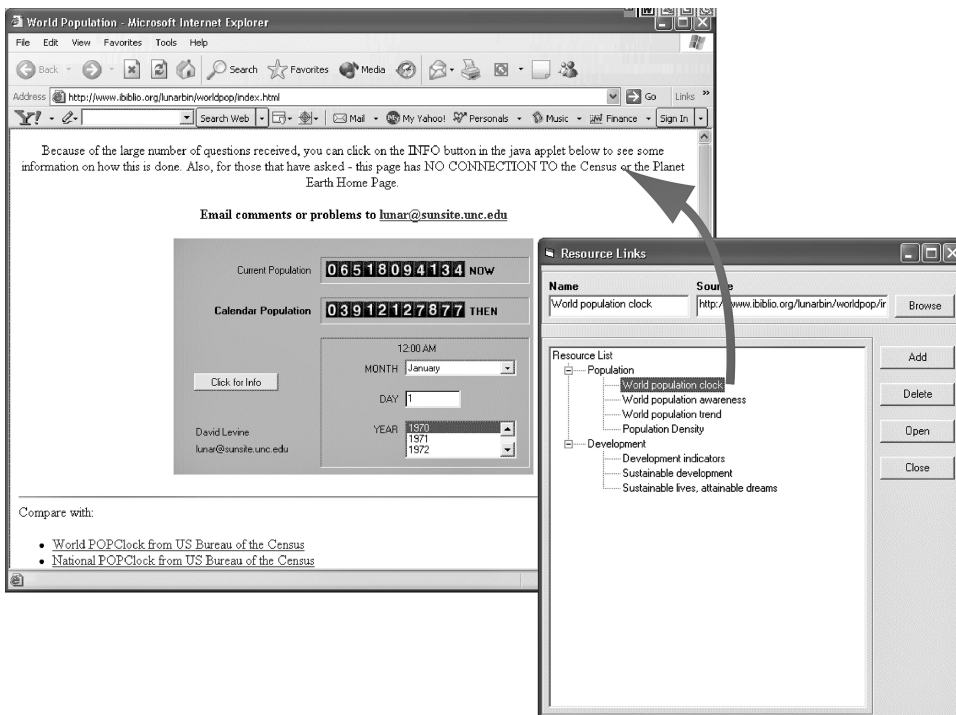 World Population - Microsoft Internet Explorer
File Edit View Favorites Tools Help
Back Search Favorites Media
Address http://www.ibiblio.org/lunarbin/worldpop/index.html Go Links »
Y! Search Web Mail My Yahoo! Personals Music Finance Sign In
Because of the large number of questions received, you can click on the INFO button in the java applet below to see some
information on how this is done. Also, for those that have asked - this page has NO CONNECTION TO the Census or the Planet
Earth Home Page.
Email comments or problems to lunar@sunsite.unc.edu
Current Population 06518094134 NOW
Calendar Population 03912127877 THEN
12:00 AM
MONTH January
Click for Info
DAY 1
YEAR 1970
1971
1972
David Levine
lunar@sunsite.unc.edu
Compare with:
• World POPClock from US Bureau of the Census
• National POPClock from US Bureau of the Census
Resource Links
Name Source
World population clock http://www.ibiblio.org/lunarbin/worldpop/ir Browse
Resource List
Population
World population clock
World population awareness
World population trend
Population Density
Development
Development indicators
Sustainable development
Sustainable lives, attainable dreams
Add
Delete
Open
Close